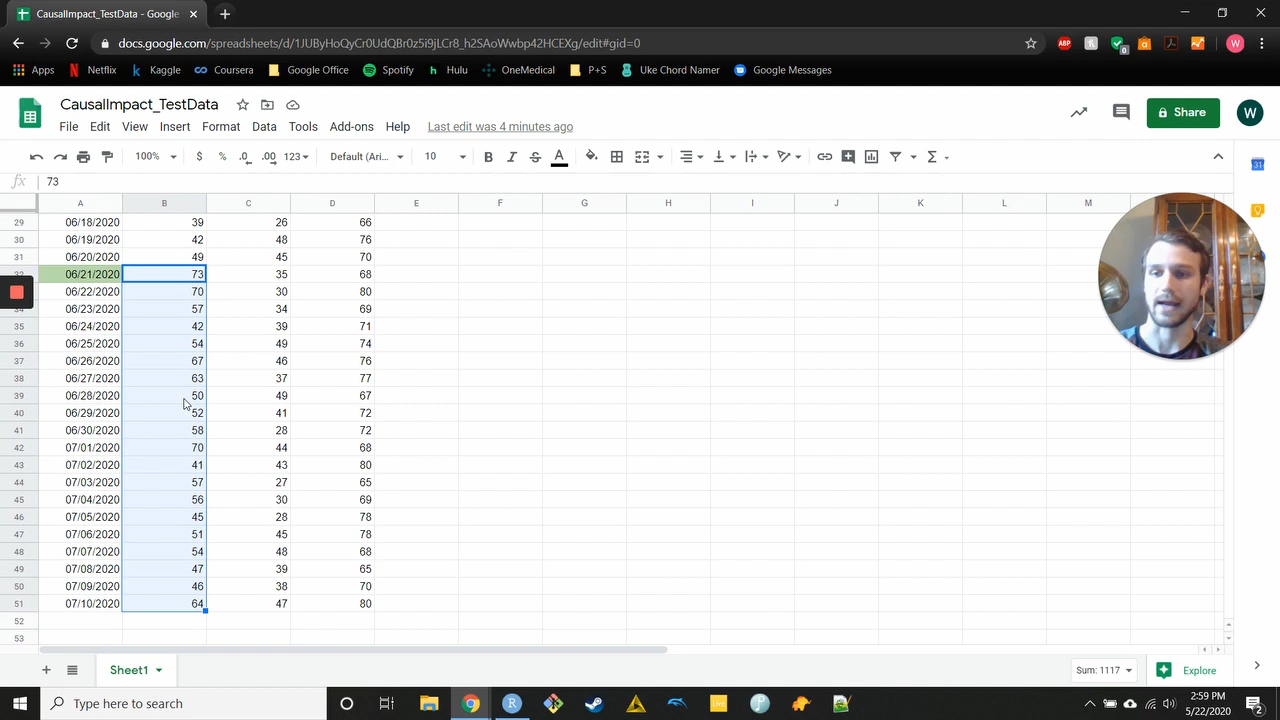 CausalImpact_TestData - Google
docs.google.com/spreadsheets/d/1JUByHoQyCr0UdQBr0z5i9jLCr8_h2SAoWwbp42HCEXg/edit#gid=0
ABP 0 W
Apps Netflix Kaggle Coursera Google Office Spotify Hulu OneMedical P+S Uke Chord Namer Google Messages
CausalImpact_TestData
Share W
File Edit View Insert Format Data Tools Add-ons Help Last edit was 4 minutes ago
100% $ % .0 .00 123 Default (Ari... 10 B I S A
fx 73
A B C D E F G H I J K L M
29 06/18/2020 39 26 66
30 06/19/2020 42 48 76
31 06/20/2020 49 45 70
32 06/21/2020 73 35 68
06/22/2020 70 30 80
34 06/23/2020 57 34 69
35 06/24/2020 42 39 71
36 06/25/2020 54 49 74
37 06/26/2020 67 46 76
38 06/27/2020 63 37 77
39 06/28/2020 50 49 67
40 06/29/2020 52 41 72
41 06/30/2020 58 28 72
42 07/01/2020 70 44 68
43 07/02/2020 41 43 80
44 07/03/2020 57 27 65
45 07/04/2020 56 30 69
46 07/05/2020 45 28 78
47 07/06/2020 51 45 78
48 07/07/2020 54 48 68
49 07/08/2020 47 39 65
50 07/09/2020 46 38 70
51 07/10/2020 64 47 80
52
53
Sheet1 Sum: 1117 Explore
Type here to search
2:59 PM
5/22/2020
2